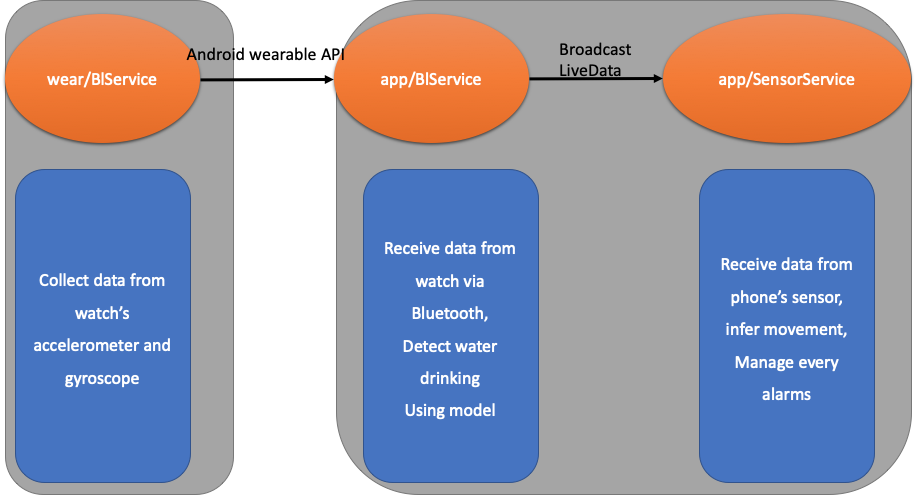 Android wearable API
Broadcast
LiveData
wear/BlService
app/BlService
app/SensorService
Collect data from
watch's
accelerometer and
gyroscope
Receive data from
watch via
Bluetooth,
Detect water
drinking
Using model
Receive data from
phone's sensor,
infer movement,
Manage every
alarms